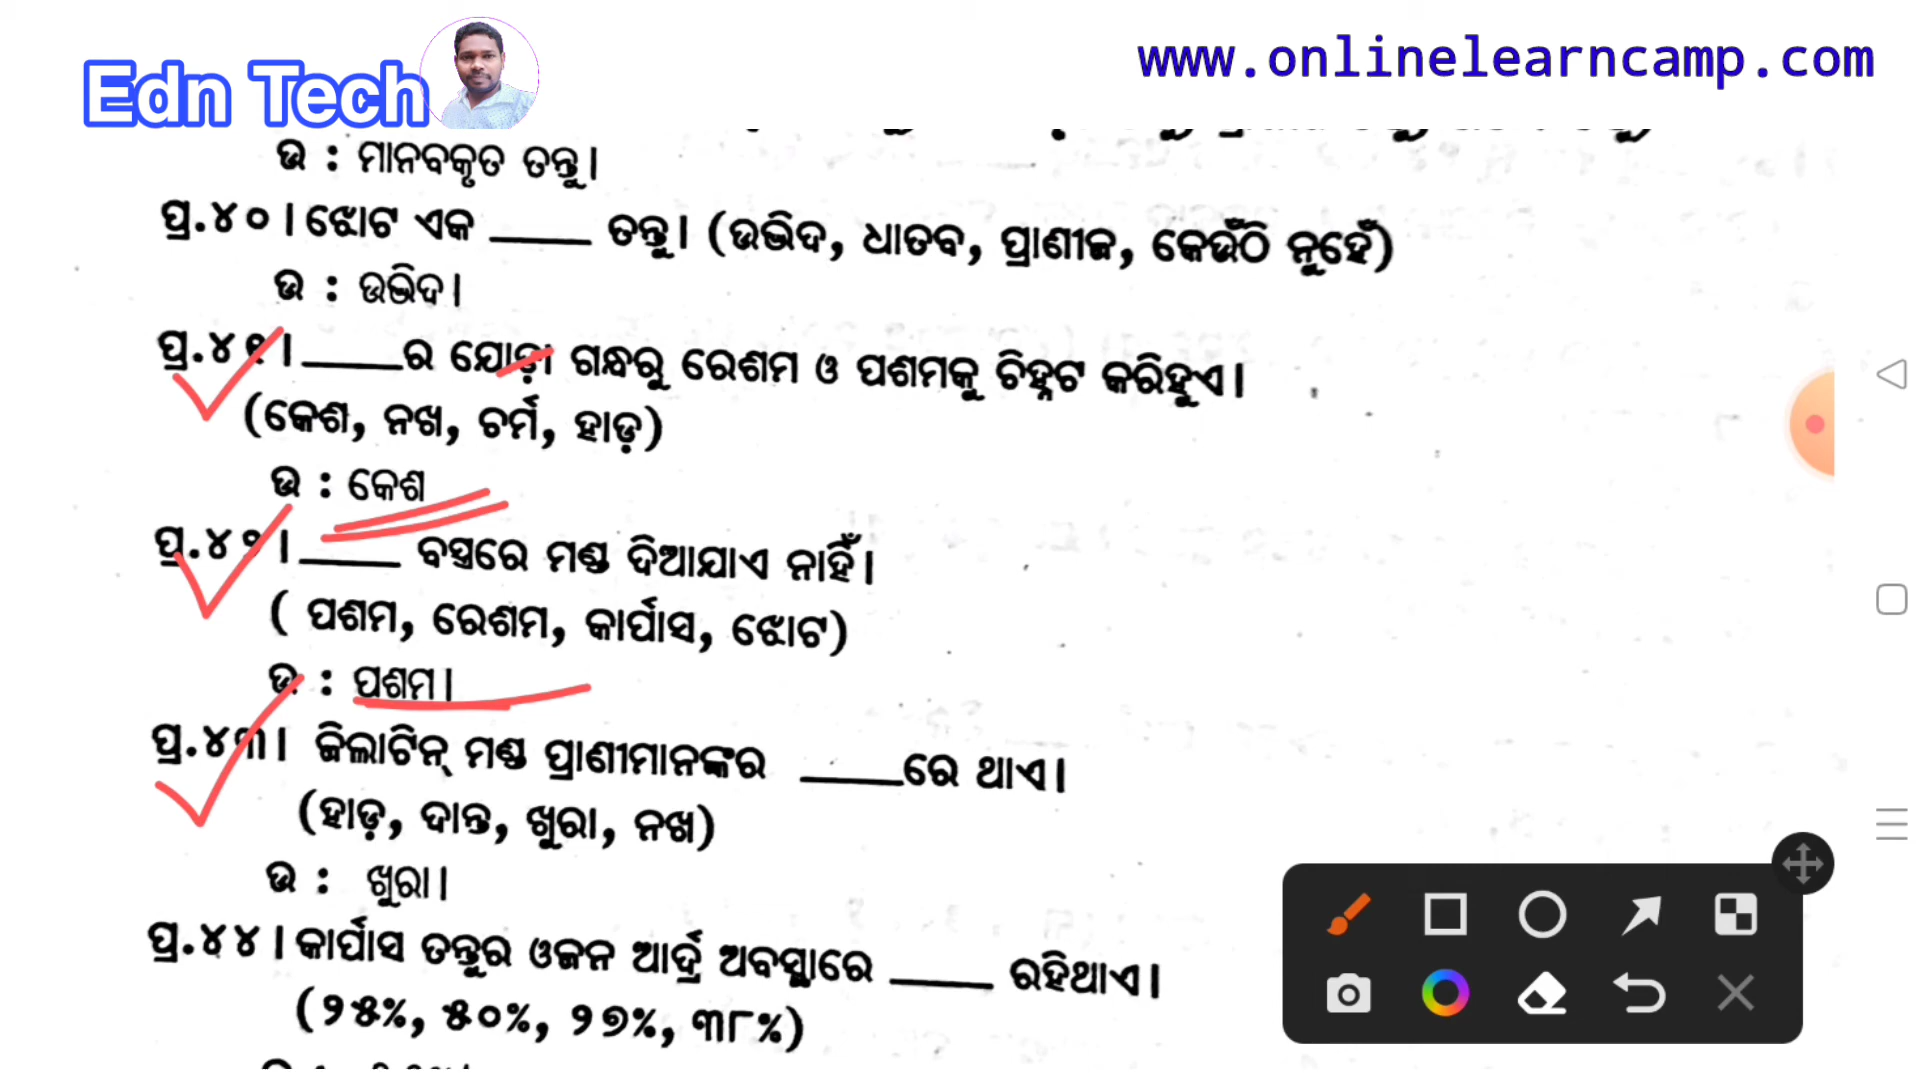 Edn Tech
www.onlinelearncamp.com
ଉ : ମାନବକୃତ ତନ୍ତୁ।
ପ୍ର.୪୦। ଝୋଟ ଏକ ____ ତନ୍ତୁ। (ଉଦ୍ଭିଦ, ଧାତବ, ପ୍ରାଣୀଜ, କେଉଁଠି ନୁହେଁ)
ଉ : ଉଦ୍ଭିଦ।
ପ୍ର.୪୧। ____ର ଯୋଡ଼ା ଗନ୍ଧରୁ ରେଶମ ଓ ପଶମକୁ ଚିହ୍ନଟ କରିହୁଏ।
(କେଶ, ନଖ, ଚର୍ମ, ହାଡ଼)
ଉ : କେଶ
ପ୍ର.୪୨। ____ ବସ୍ତ୍ରରେ ମଣ୍ଡ ଦିଆଯାଏ ନାହିଁ।
( ପଶମ, ରେଶମ, କାର୍ପାସ, ଝୋଟ)
ଉ : ପଶମ।
ପ୍ର.୪୩। ଜିଲାଟିନ୍ ମଣ୍ଡ ପ୍ରାଣୀମାନଙ୍କର ____ରେ ଥାଏ।
(ହାଡ଼, ଦାନ୍ତ, ଖୁରା, ନଖ)
ଉ : ଖୁରା।
ପ୍ର.୪୪। କାର୍ପାସ ତନ୍ତୁର ଓଜନ ଆର୍ଦ୍ର ଅବସ୍ଥାରେ ____ ରହିଥାଏ।
(୨୫%, ୫୦%, ୨୭%, ୩୮%)